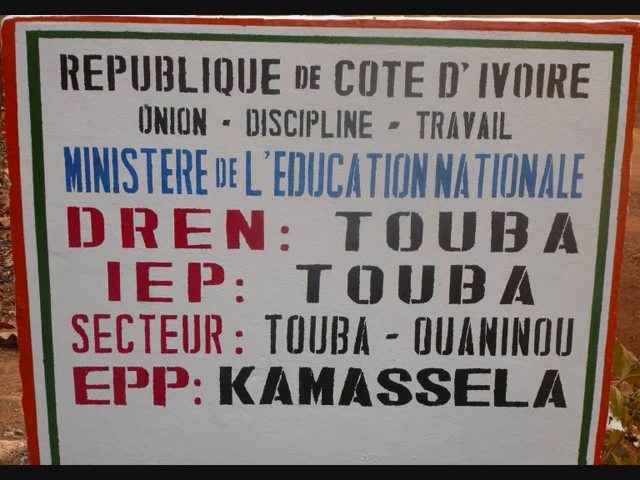 REPUBLIQUE DE COTE D'IVOIRE
UNION - DISCIPLINE - TRAVAIL
MINISTERE DE L'EDUCATION NATIONALE
DREN: TOUBA
IEP: TOUBA
SECTEUR: TOUBA - OUANINOU
EPP: KAMASSELA